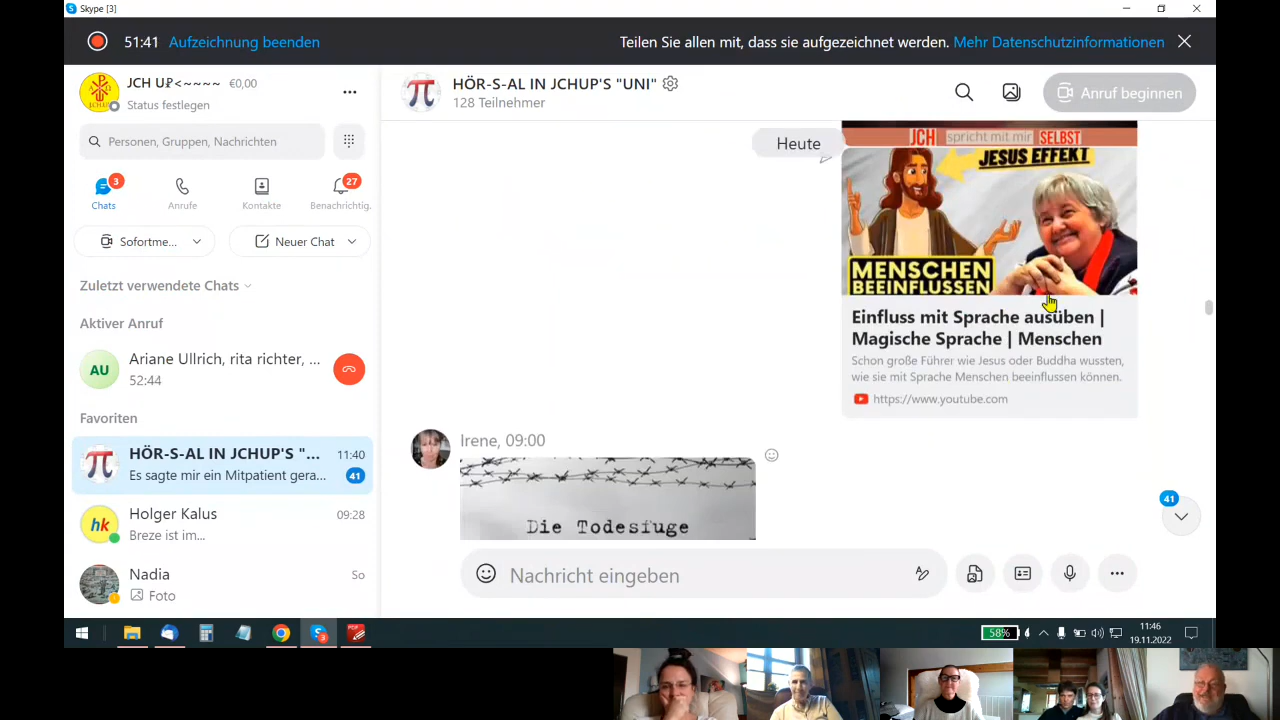 Skype [3]
51:41 Aufzeichnung beenden
Teilen Sie allen mit, dass sie aufgezeichnet werden. Mehr Datenschutzinformationen
JCH U₽<~~~~ €0,00
Status festlegen
Personen, Gruppen, Nachrichten
3
27
Chats Anrufe Kontakte Benachrichtig.
Sofortme... Neuer Chat
Zuletzt verwendete Chats
Aktiver Anruf
AU
Ariane Ullrich, rita richter, ...
52:44
Favoriten
HÖR-S-AL IN JCHUP'S "... 11:40
Es sagte mir ein Mitpatient gera... 41
hk
Holger Kalus 09:28
Breze ist im...
Nadia So
Foto
HÖR-S-AL IN JCHUP'S "UNI"
128 Teilnehmer
Anruf beginnen
Heute
JCH spricht mit mir SELBST
JESUS EFFEKT
MENSCHEN
BEEINFLUSSEN
Einfluss mit Sprache ausüben |
Magische Sprache | Menschen
Schon große Führer wie Jesus oder Buddha wussten,
wie sie mit Sprache Menschen beeinflussen können.
https://www.youtube.com
Irene, 09:00
Die Todesfuge
41
Nachricht eingeben
3
PDF
58%
11:46
19.11.2022